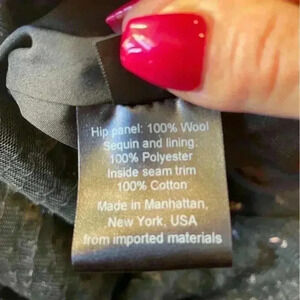 Hip panel: 100% Wool
Sequin and lining:
100% Polyester
Inside seam trim
100% Cotton
Made in Manhattan,
New York, USA
from imported materials